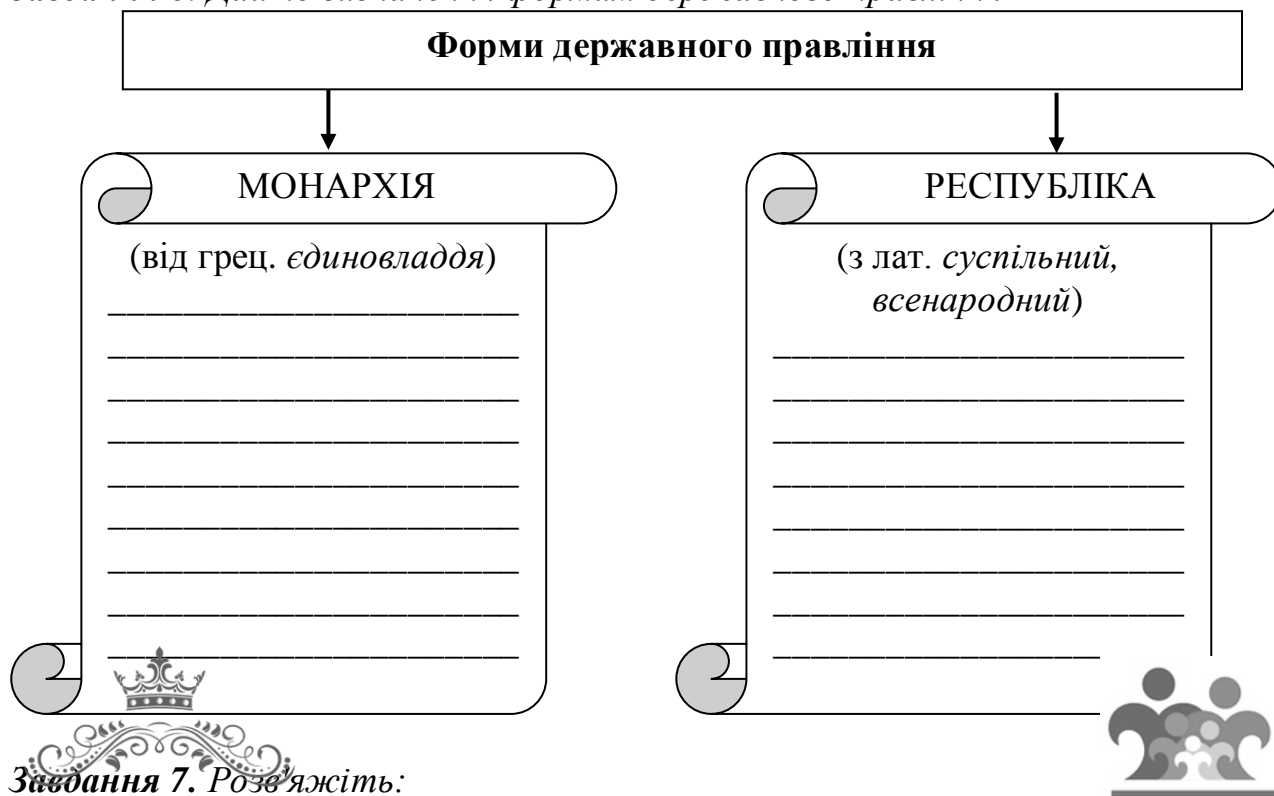 Форми державного правління
МОНАРХІЯ
(від грец. єдиновладдя)
РЕСПУБЛІКА
(з лат. суспільний,
всенародний)
Завдання 7. Розв'яжіть: